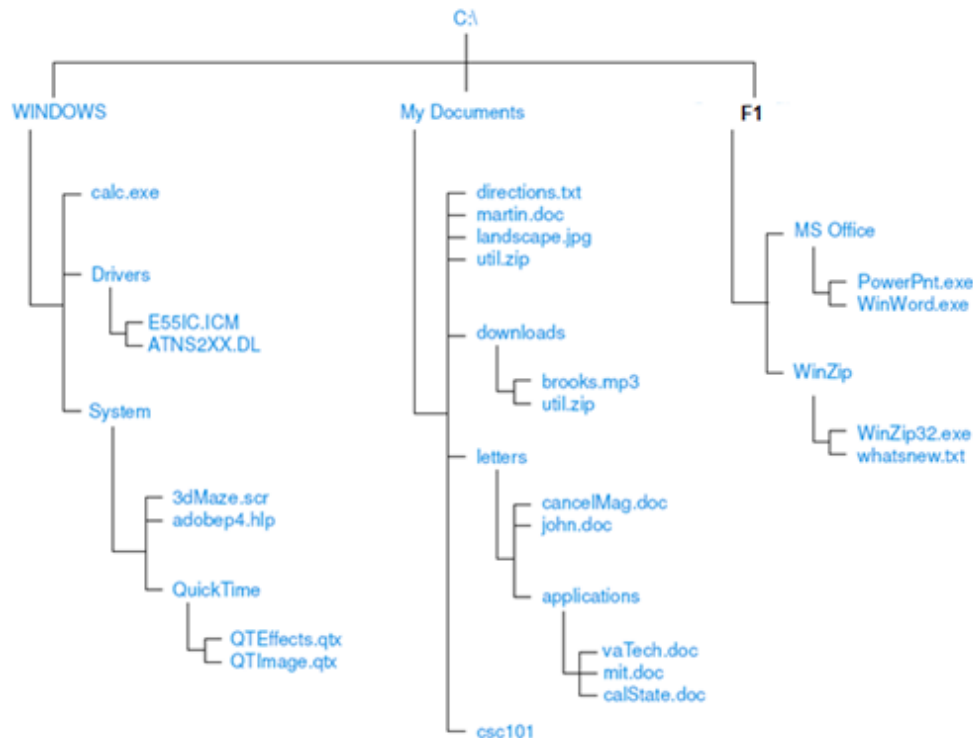 C:\
WINDOWS
calc.exe
Drivers
E55IC.ICM
ATNS2XX.DL
System
3dMaze.scr
adobep4.hlp
QuickTime
QTEffects.qtx
QTImage.qtx
My Documents
directions.txt
martin.doc
landscape.jpg
util.zip
downloads
brooks.mp3
util.zip
letters
cancelMag.doc
john.doc
applications
vaTech.doc
mit.doc
calState.doc
csc101
F1
MS Office
PowerPnt.exe
WinWord.exe
WinZip
WinZip32.exe
whatsnew.txt